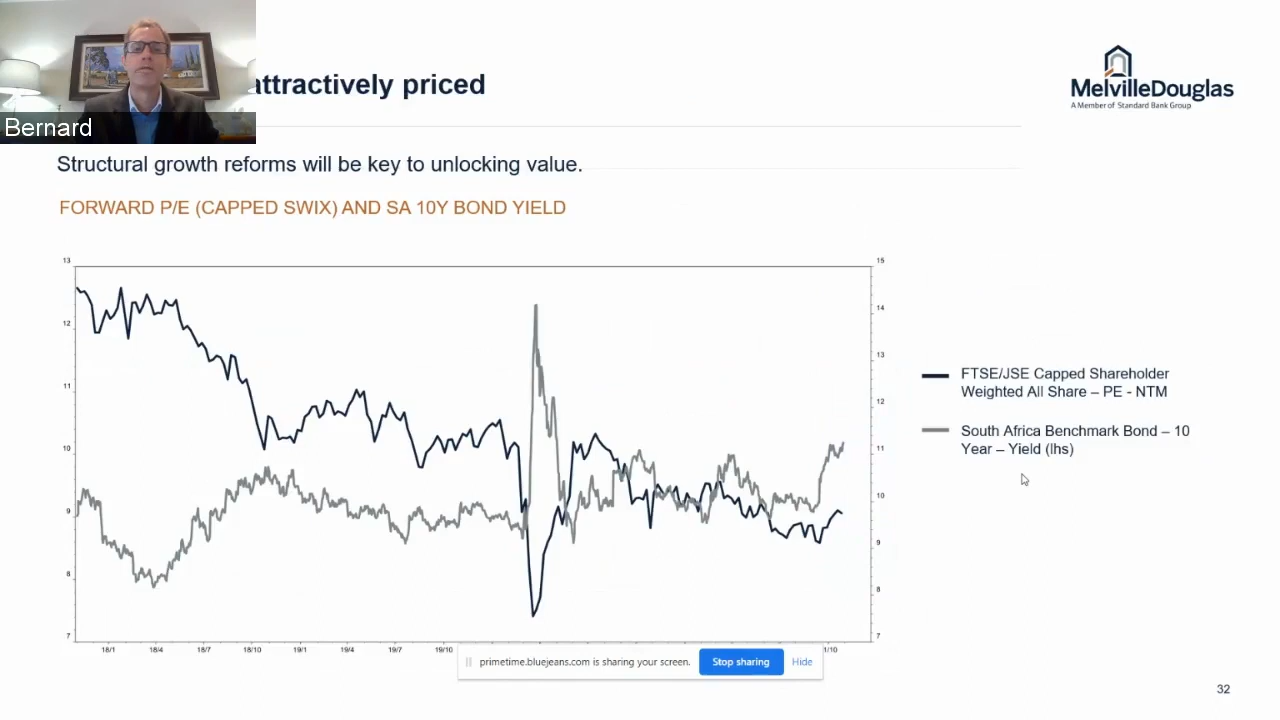 attractively priced
MelvilleDouglas
A Member of Standard Bank Group
Bernard
Structural growth reforms will be key to unlocking value.
FORWARD P/E (CAPPED SWIX) AND SA 10Y BOND YIELD
13
12
11
10
9
8
7
15
14
13
12
11
10
9
8
7
18/1
18/4
18/7
18/10
19/1
19/4
19/7
19/10
1/10
FTSE/JSE Capped Shareholder
Weighted All Share – PE - NTM
South Africa Benchmark Bond – 10
Year – Yield (lhs)
primetime.bluejeans.com is sharing your screen.
Stop sharing
Hide
32